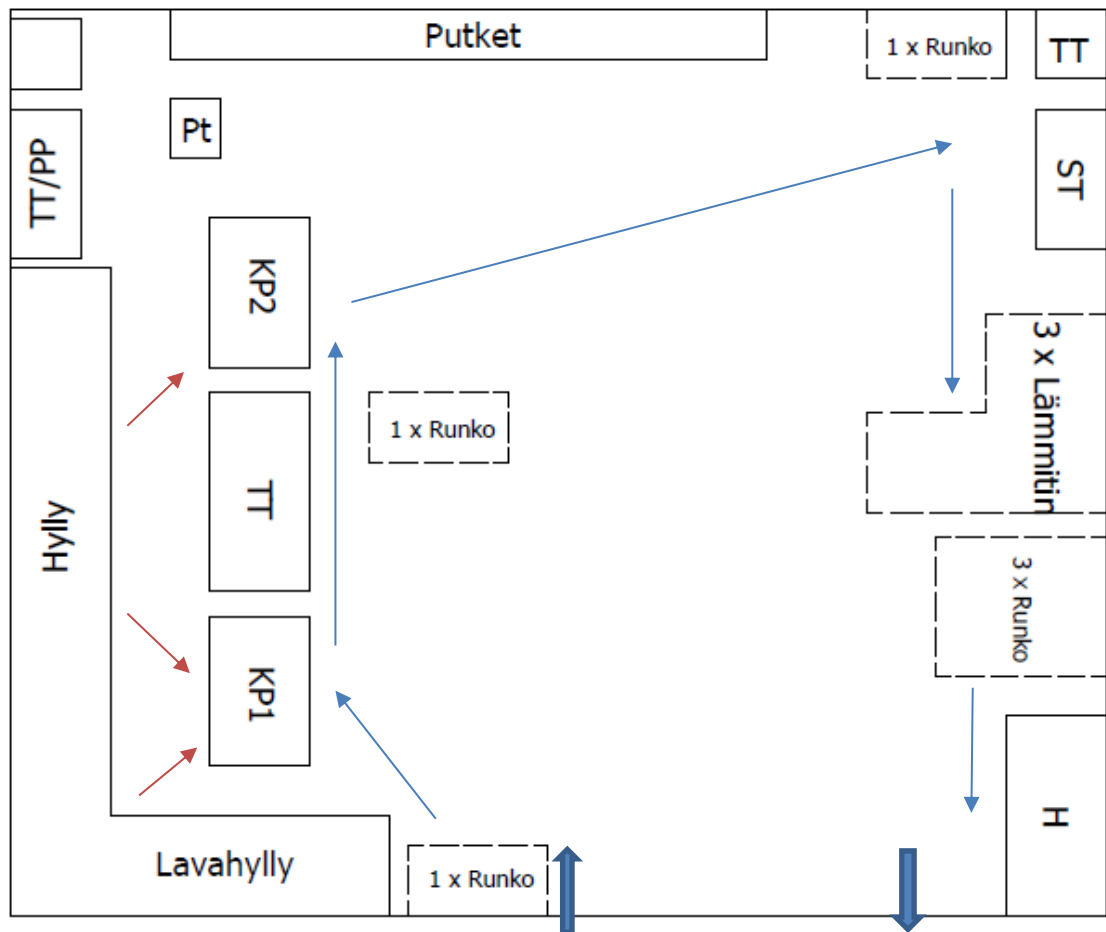 Putket
1 x Runko
TT
Pt
TT/PP
ST
KP2
3 x Lämmitin
1 x Runko
TT
Hylly
3 x Runko
KP1
H
Lavahylly
1 x Runko